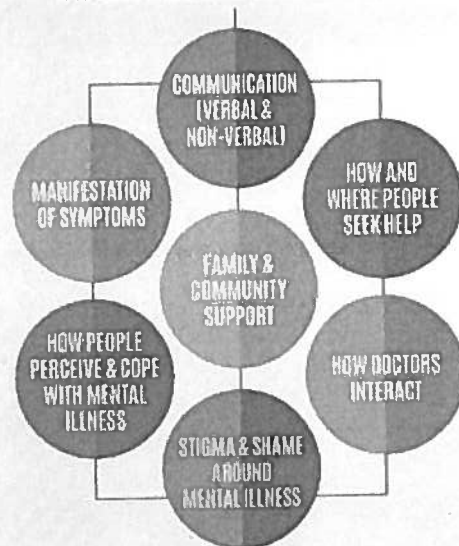 COMMUNICATION
(VERBAL &
NON-VERBAL)
MANIFESTATION
OF SYMPTOMS
HOW AND
WHERE PEOPLE
SEEK HELP
FAMILY &
COMMUNITY
SUPPORT
HOW PEOPLE
PERCEIVE & COPE
WITH MENTAL
ILLNESS
HOW DOCTORS
INTERACT
STIGMA & SHAME
AROUND
MENTAL ILLNESS